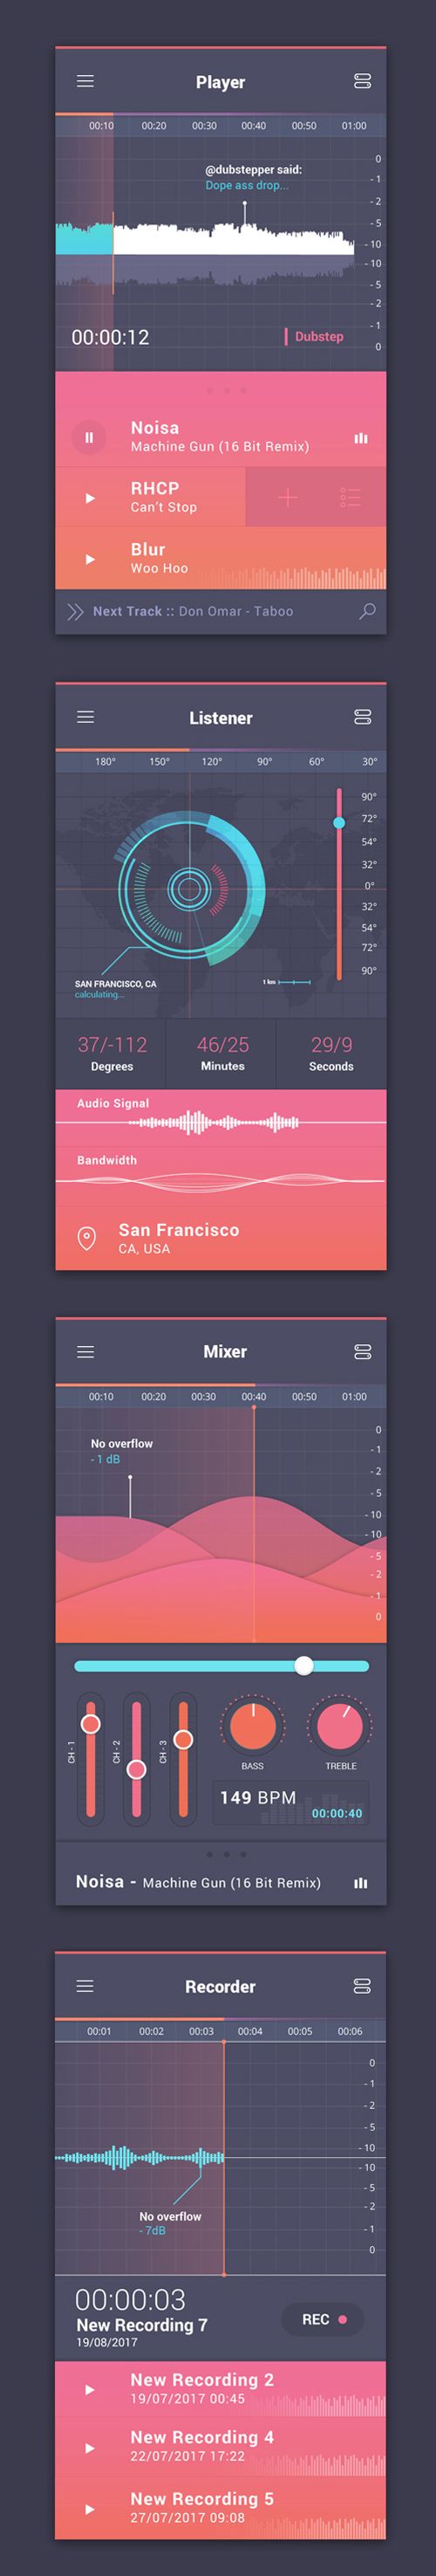 Player
00:10 00:20 00:30 00:40 00:50 01:00
0
@dubstepper said:
- 1
Dope ass drop...
- 2
- 5
- 10
- 10
- 5
- 2
- 1
00:00:12
Dubstep
0
Noisa
Machine Gun (16 Bit Remix)
RHCP
Can't Stop
Blur
Woo Hoo
Next Track :: Don Omar - Taboo
Listener
180° 150° 120° 90° 60° 30°
90°
72°
54°
32°
0°
32°
54°
72°
90°
1 km
SAN FRANCISCO, CA
calculating...
37/-112 46/25 29/9
Degrees Minutes Seconds
Audio Signal
Bandwidth
San Francisco
CA, USA
Mixer
00:10 00:20 00:30 00:40 00:50 01:00
0
No overflow
- 1
- 1 dB
- 2
- 5
- 10
- 10
- 5
- 2
- 1
0
CH - 1
CH - 2
CH - 3
BASS TREBLE
149 BPM
00:00:40
Noisa - Machine Gun (16 Bit Remix)
Recorder
00:01 00:02 00:03 00:04 00:05 00:06
0
- 1
- 2
- 5
- 10
- 10
- 5
- 2
No overflow
- 7dB
- 1
0
00:00:03
New Recording 7
REC
19/08/2017
New Recording 2
19/07/2017 00:45
New Recording 4
22/07/2017 17:22
New Recording 5
27/07/2017 09:08